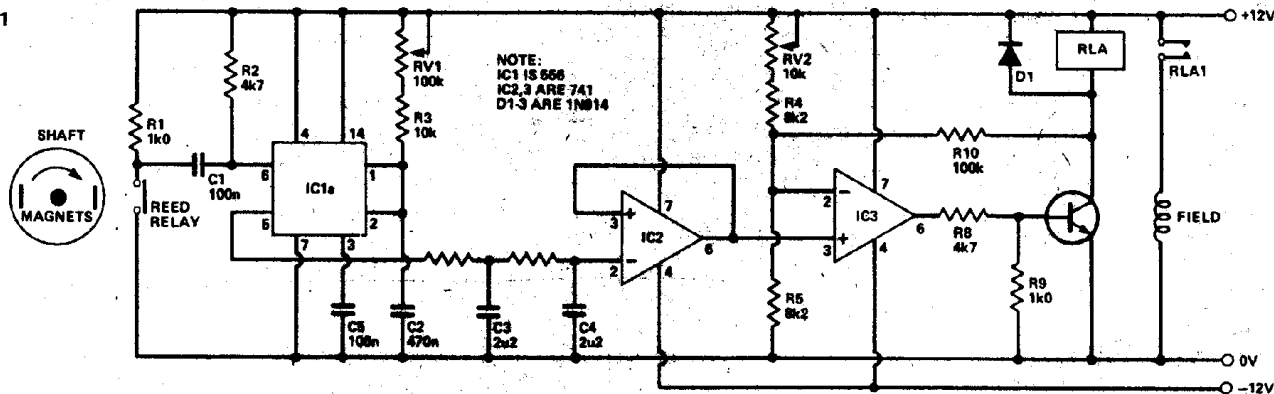 1
+12V
R2
4k7
RV1
100k
NOTE:
IC1 IS 556
IC2,3 ARE 741
D1-3 ARE 1N914
RV2
10k
D1
RLA
RLA1
R1
1k0
R3
10k
R4
8k2
SHAFT
MAGNETS
REED
RELAY
C1
100n
4
14
6
IC1a
1
5
2
7
3
R10
100k
3
7
IC2
6
2
4
2
7
IC3
6
3
4
R8
4k7
FIELD
R5
8k2
R9
1k0
C5
100n
C2
470n
C3
2u2
C4
2u2
0V
-12V